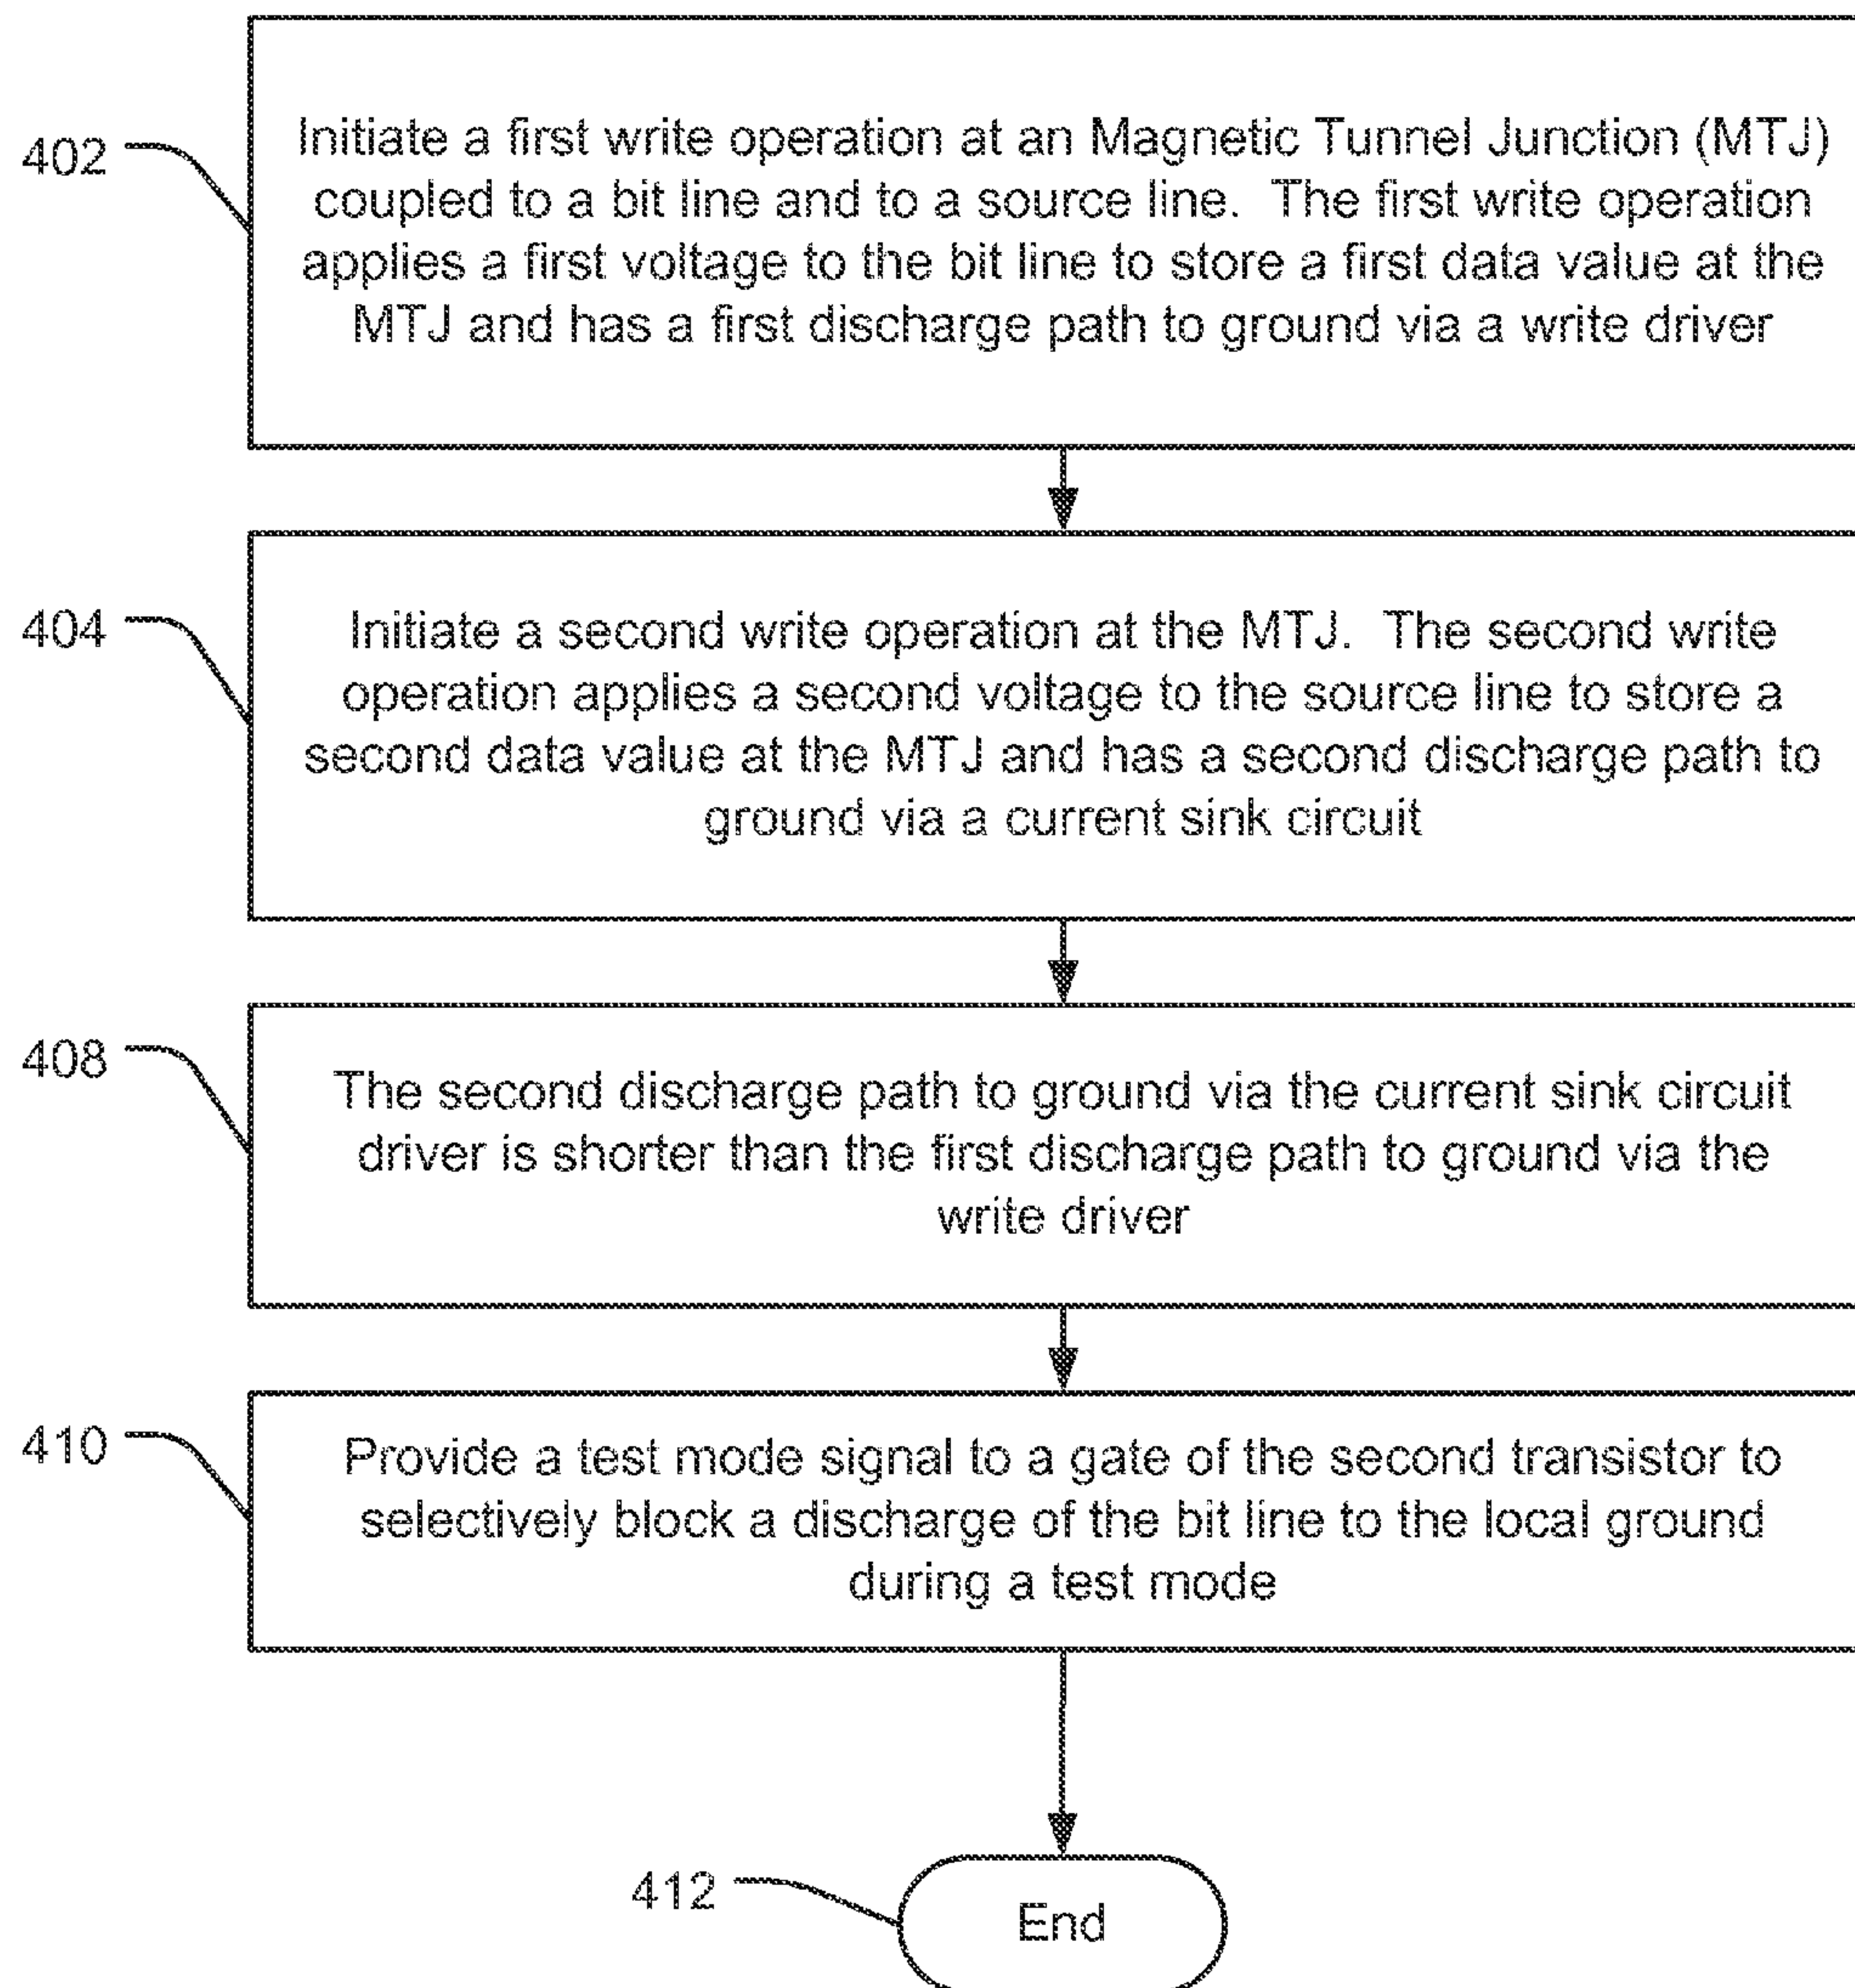 402
Initiate a first write operation at an Magnetic Tunnel Junction (MTJ)
coupled to a bit line and to a source line. The first write operation
applies a first voltage to the bit line to store a first data value at the
MTJ and has a first discharge path to ground via a write driver
404
Initiate a second write operation at the MTJ. The second write
operation applies a second voltage to the source line to store a
second data value at the MTJ and has a second discharge path to
ground via a current sink circuit
408
The second discharge path to ground via the current sink circuit
driver is shorter than the first discharge path to ground via the
write driver
410
Provide a test mode signal to a gate of the second transistor to
selectively block a discharge of the bit line to the local ground
during a test mode
412
End